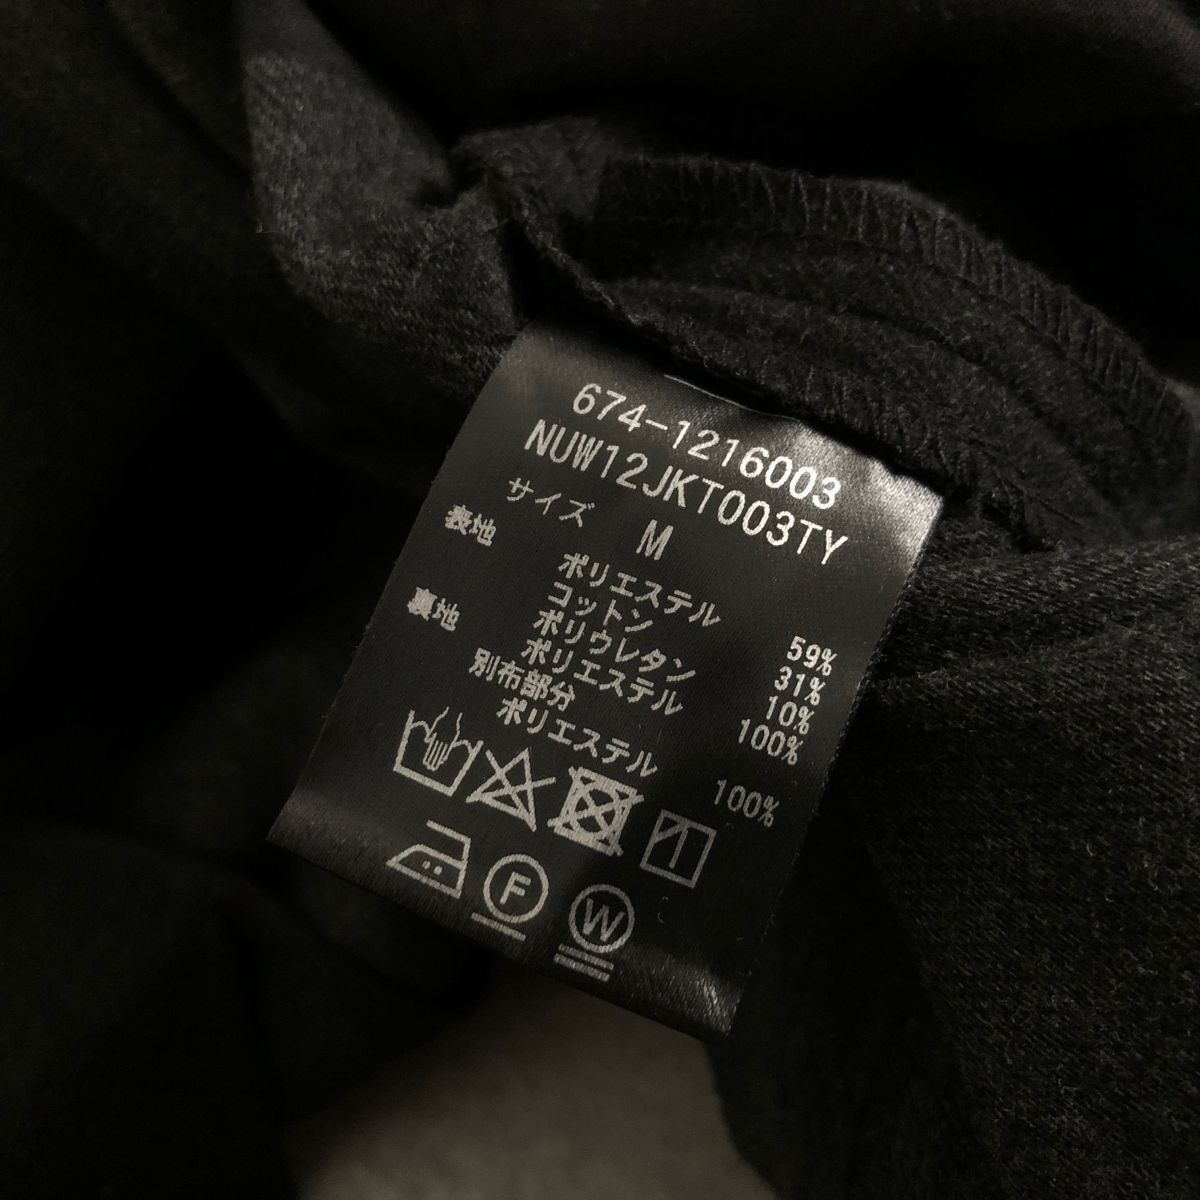 674-1216003
NUW12JKT003TY
サイズ M
表地 ポリエステル 59%
コットン 31%
ポリウレタン 10%
裏地 ポリエステル 100%
別布部分
ポリエステル 100%
F
W